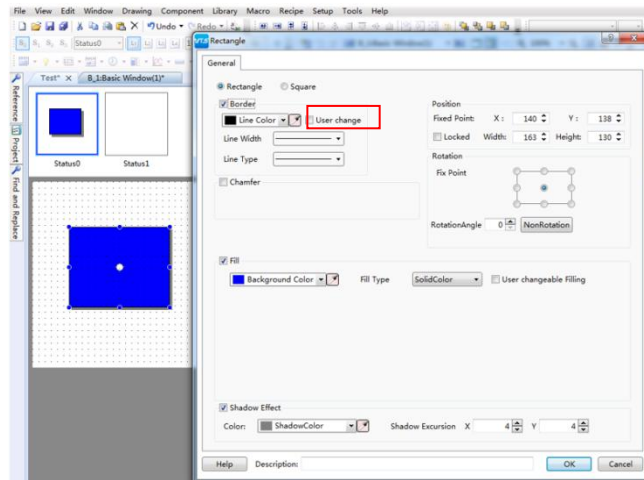 File View Edit Window Drawing Component Library Macro Recipe Setup Tools Help
Undo Redo
Status0
Rectangle
Test* X B_1:Basic Window(1)*
General
Reference
Project
Find and Replace
Status0 Status1
Rectangle Square
Border
Line Color User change
Line Width
Line Type
Chamfer
Position
Fixed Point: X : 140 Y : 138
Locked Width: 163 Height: 130
Rotation
Fix Point
RotationAngle 0 NonRotation
Fill
Background Color Fill Type SolidColor User changeable Filling
Shadow Effect
Color: ShadowColor Shadow Excursion X 4 Y 4
Help Description: OK Cancel